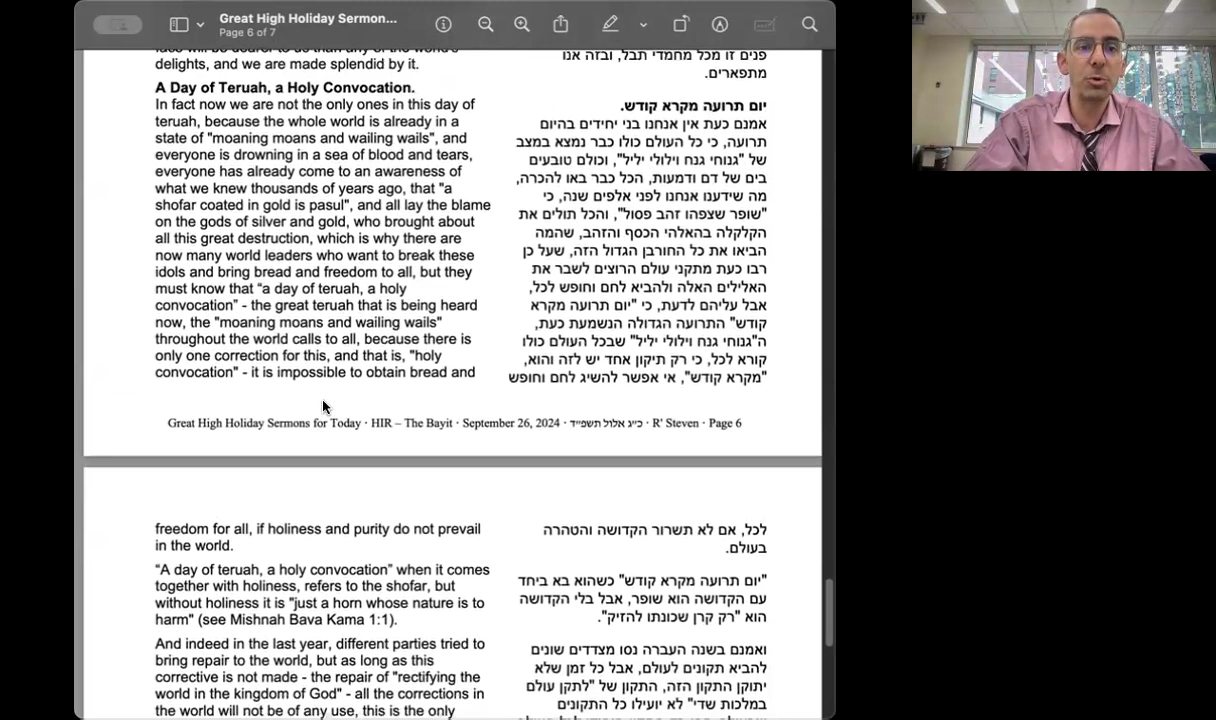 Great High Holiday Sermon...
Page 6 of 7
delights, and we are made splendid by it.
A Day of Teruah, a Holy Convocation.
In fact now we are not the only ones in this day of
teruah, because the whole world is already in a
state of "moaning moans and wailing wails", and
everyone is drowning in a sea of blood and tears,
everyone has already come to an awareness of
what we knew thousands of years ago, that "a
shofar coated in gold is pasul", and all lay the blame
on the gods of silver and gold, who brought about
all this great destruction, which is why there are
now many world leaders who want to break these
idols and bring bread and freedom to all, but they
must know that “a day of teruah, a holy
convocation” - the great teruah that is being heard
now, the "moaning moans and wailing wails"
throughout the world calls to all, because there is
only one correction for this, and that is, "holy
convocation" - it is impossible to obtain bread and
פנים זו מכל מחמדי תבל, ובזה אנו
מתפארים.
יום תרועה מקרא קודש.
אמנם כעת אין אנחנו בני יחידים בהיום
תרועה, כי כל העולם כולו כבר נמצא במצב
של "גנוחי גנח וילולי יליל", וכולם טובעים
בים של דם ודמעות, הכל כבר באו להכרה,
מה שידענו אנחנו לפני אלפים שנה, כי
"שופר שצפהו זהב פסול", והכל תולים את
הקלקלה בהאלהי הכסף והזהב, שהמה
הביאו את כל החורבן הגדול הזה, שעל כן
רבו כעת מתקני עולם הרוצים לשבר את
האלילים האלה ולהביא לחם וחופש לכל,
אבל עליהם לדעת, כי "יום תרועה מקרא
קודש" התרועה הגדולה הנשמעת כעת,
ה"גנוחי גנח וילולי יליל" שבכל העולם כולו
קורא לכל, כי רק תיקון אחד יש לזה והוא,
"מקרא קודש", אי אפשר להשיג לחם וחופש
Great High Holiday Sermons for Today · HIR – The Bayit · September 26, 2024 · כ״ג אלול תשפ״ד · R' Steven · Page 6
freedom for all, if holiness and purity do not prevail
in the world.
“A day of teruah, a holy convocation” when it comes
together with holiness, refers to the shofar, but
without holiness it is "just a horn whose nature is to
harm" (see Mishnah Bava Kama 1:1).
And indeed in the last year, different parties tried to
bring repair to the world, but as long as this
corrective is not made - the repair of "rectifying the
world in the kingdom of God" - all the corrections in
the world will not be of any use, this is the only
לכל, אם לא תשרור הקדושה והטהרה
בעולם.
"יום תרועה מקרא קודש" כשהוא בא ביחד
עם הקדושה הוא שופר, אבל בלי הקדושה
הוא "רק קרן שכונתו להזיק".
ואמנם בשנה העברה נסו מצדדים שונים
להביא תקונים לעולם, אבל כל זמן שלא
יתוקן התקון הזה, התקון של "לתקן עולם
במלכות שדי" לא יועילו כל התקונים